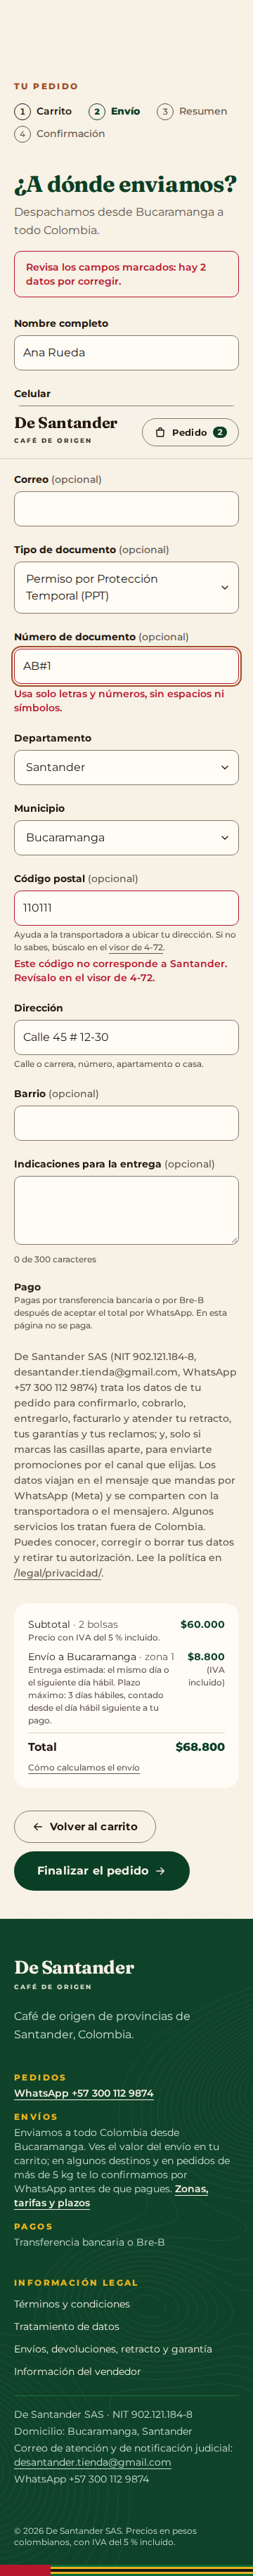 TU PEDIDO
1 Carrito 2 Envío 3 Resumen
4 Confirmación
¿A dónde enviamos?
Despachamos desde Bucaramanga a
todo Colombia.
Revisa los campos marcados: hay 2
datos por corregir.
Nombre completo
Ana Rueda
Celular
De Santander
CAFÉ DE ORIGEN
Pedido 2
Correo (opcional)
Tipo de documento (opcional)
Permiso por Protección
Temporal (PPT)
Número de documento (opcional)
AB#1
Usa solo letras y números, sin espacios ni
símbolos.
Departamento
Santander
Municipio
Bucaramanga
Código postal (opcional)
110111
Ayuda a la transportadora a ubicar tu dirección. Si no
lo sabes, búscalo en el visor de 4-72.
Este código no corresponde a Santander.
Revísalo en el visor de 4-72.
Dirección
Calle 45 # 12-30
Calle o carrera, número, apartamento o casa.
Barrio (opcional)
Indicaciones para la entrega (opcional)
0 de 300 caracteres
Pago
Pagas por transferencia bancaria o por Bre-B
después de aceptar el total por WhatsApp. En esta
página no se paga.
De Santander SAS (NIT 902.121.184-8,
desantander.tienda@gmail.com, WhatsApp
+57 300 112 9874) trata los datos de tu
pedido para confirmarlo, cobrarlo,
entregarlo, facturarlo y atender tu retracto,
tus garantías y tus reclamos; y, solo si
marcas las casillas aparte, para enviarte
promociones por el canal que elijas. Los
datos viajan en el mensaje que mandas por
WhatsApp (Meta) y se comparten con la
transportadora o el mensajero. Algunos
servicios los tratan fuera de Colombia.
Puedes conocer, corregir o borrar tus datos
y retirar tu autorización. Lee la política en
/legal/privacidad/.
Subtotal · 2 bolsas $60.000
Precio con IVA del 5 % incluido.
Envío a Bucaramanga · zona 1 $8.800
Entrega estimada: el mismo día o (IVA
el siguiente día hábil. Plazo incluido)
máximo: 3 días hábiles, contado
desde el día hábil siguiente a tu
pago.
Total $68.800
Cómo calculamos el envío
← Volver al carrito
Finalizar el pedido →
De Santander
CAFÉ DE ORIGEN
Café de origen de provincias de
Santander, Colombia.
PEDIDOS
WhatsApp +57 300 112 9874
ENVÍOS
Enviamos a todo Colombia desde
Bucaramanga. Ves el valor del envío en tu
carrito; en algunos destinos y en pedidos de
más de 5 kg te lo confirmamos por
WhatsApp antes de que pagues. Zonas,
tarifas y plazos
PAGOS
Transferencia bancaria o Bre-B
INFORMACIÓN LEGAL
Términos y condiciones
Tratamiento de datos
Envíos, devoluciones, retracto y garantía
Información del vendedor
De Santander SAS · NIT 902.121.184-8
Domicilio: Bucaramanga, Santander
Correo de atención y de notificación judicial:
desantander.tienda@gmail.com
WhatsApp +57 300 112 9874
© 2026 De Santander SAS. Precios en pesos
colombianos, con IVA del 5 % incluido.